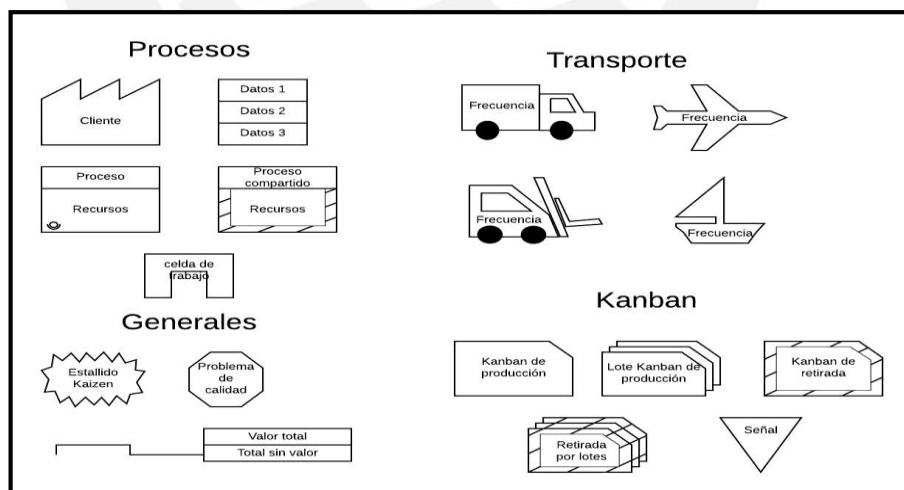 Procesos
Cliente
Datos 1
Datos 2
Datos 3
Proceso
Recursos
Proceso
compartido
Recursos
celda de
trabajo
Generales
Estallido
Kaizen
Problema
de
calidad
Valor total
Total sin valor
Transporte
Frecuencia
Frecuencia
Frecuencia
Frecuencia
Kanban
Kanban de
producción
Lote Kanban de
producción
Kanban de
retirada
Retirada
por lotes
Señal